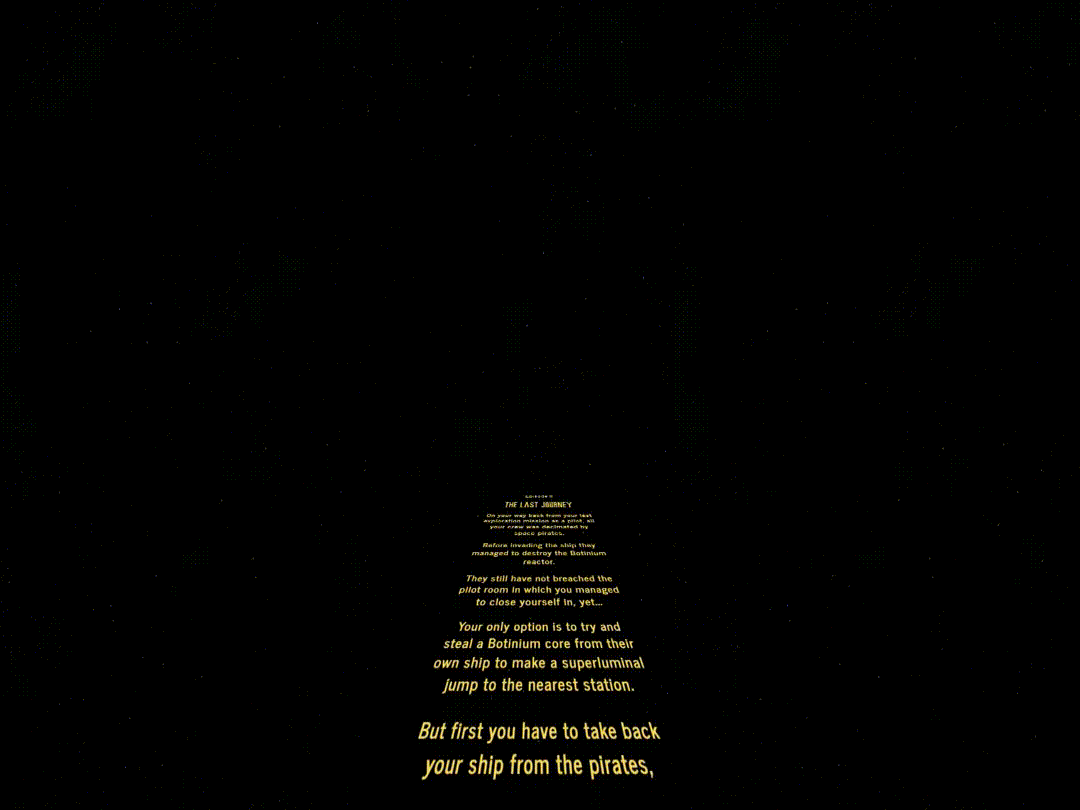 THE LAST JOURNEY
On your way back from your last
exploration mission as a pilot, all
your crew was decimated by
space pirates.
Before invading the ship they
managed to destroy the Botinium
reactor.
They still have not breached the
pilot room in which you managed
to close yourself in, yet...
Your only option is to try and
steal a Botinium core from their
own ship to make a superluminal
jump to the nearest station.
But first you have to take back
your ship from the pirates,